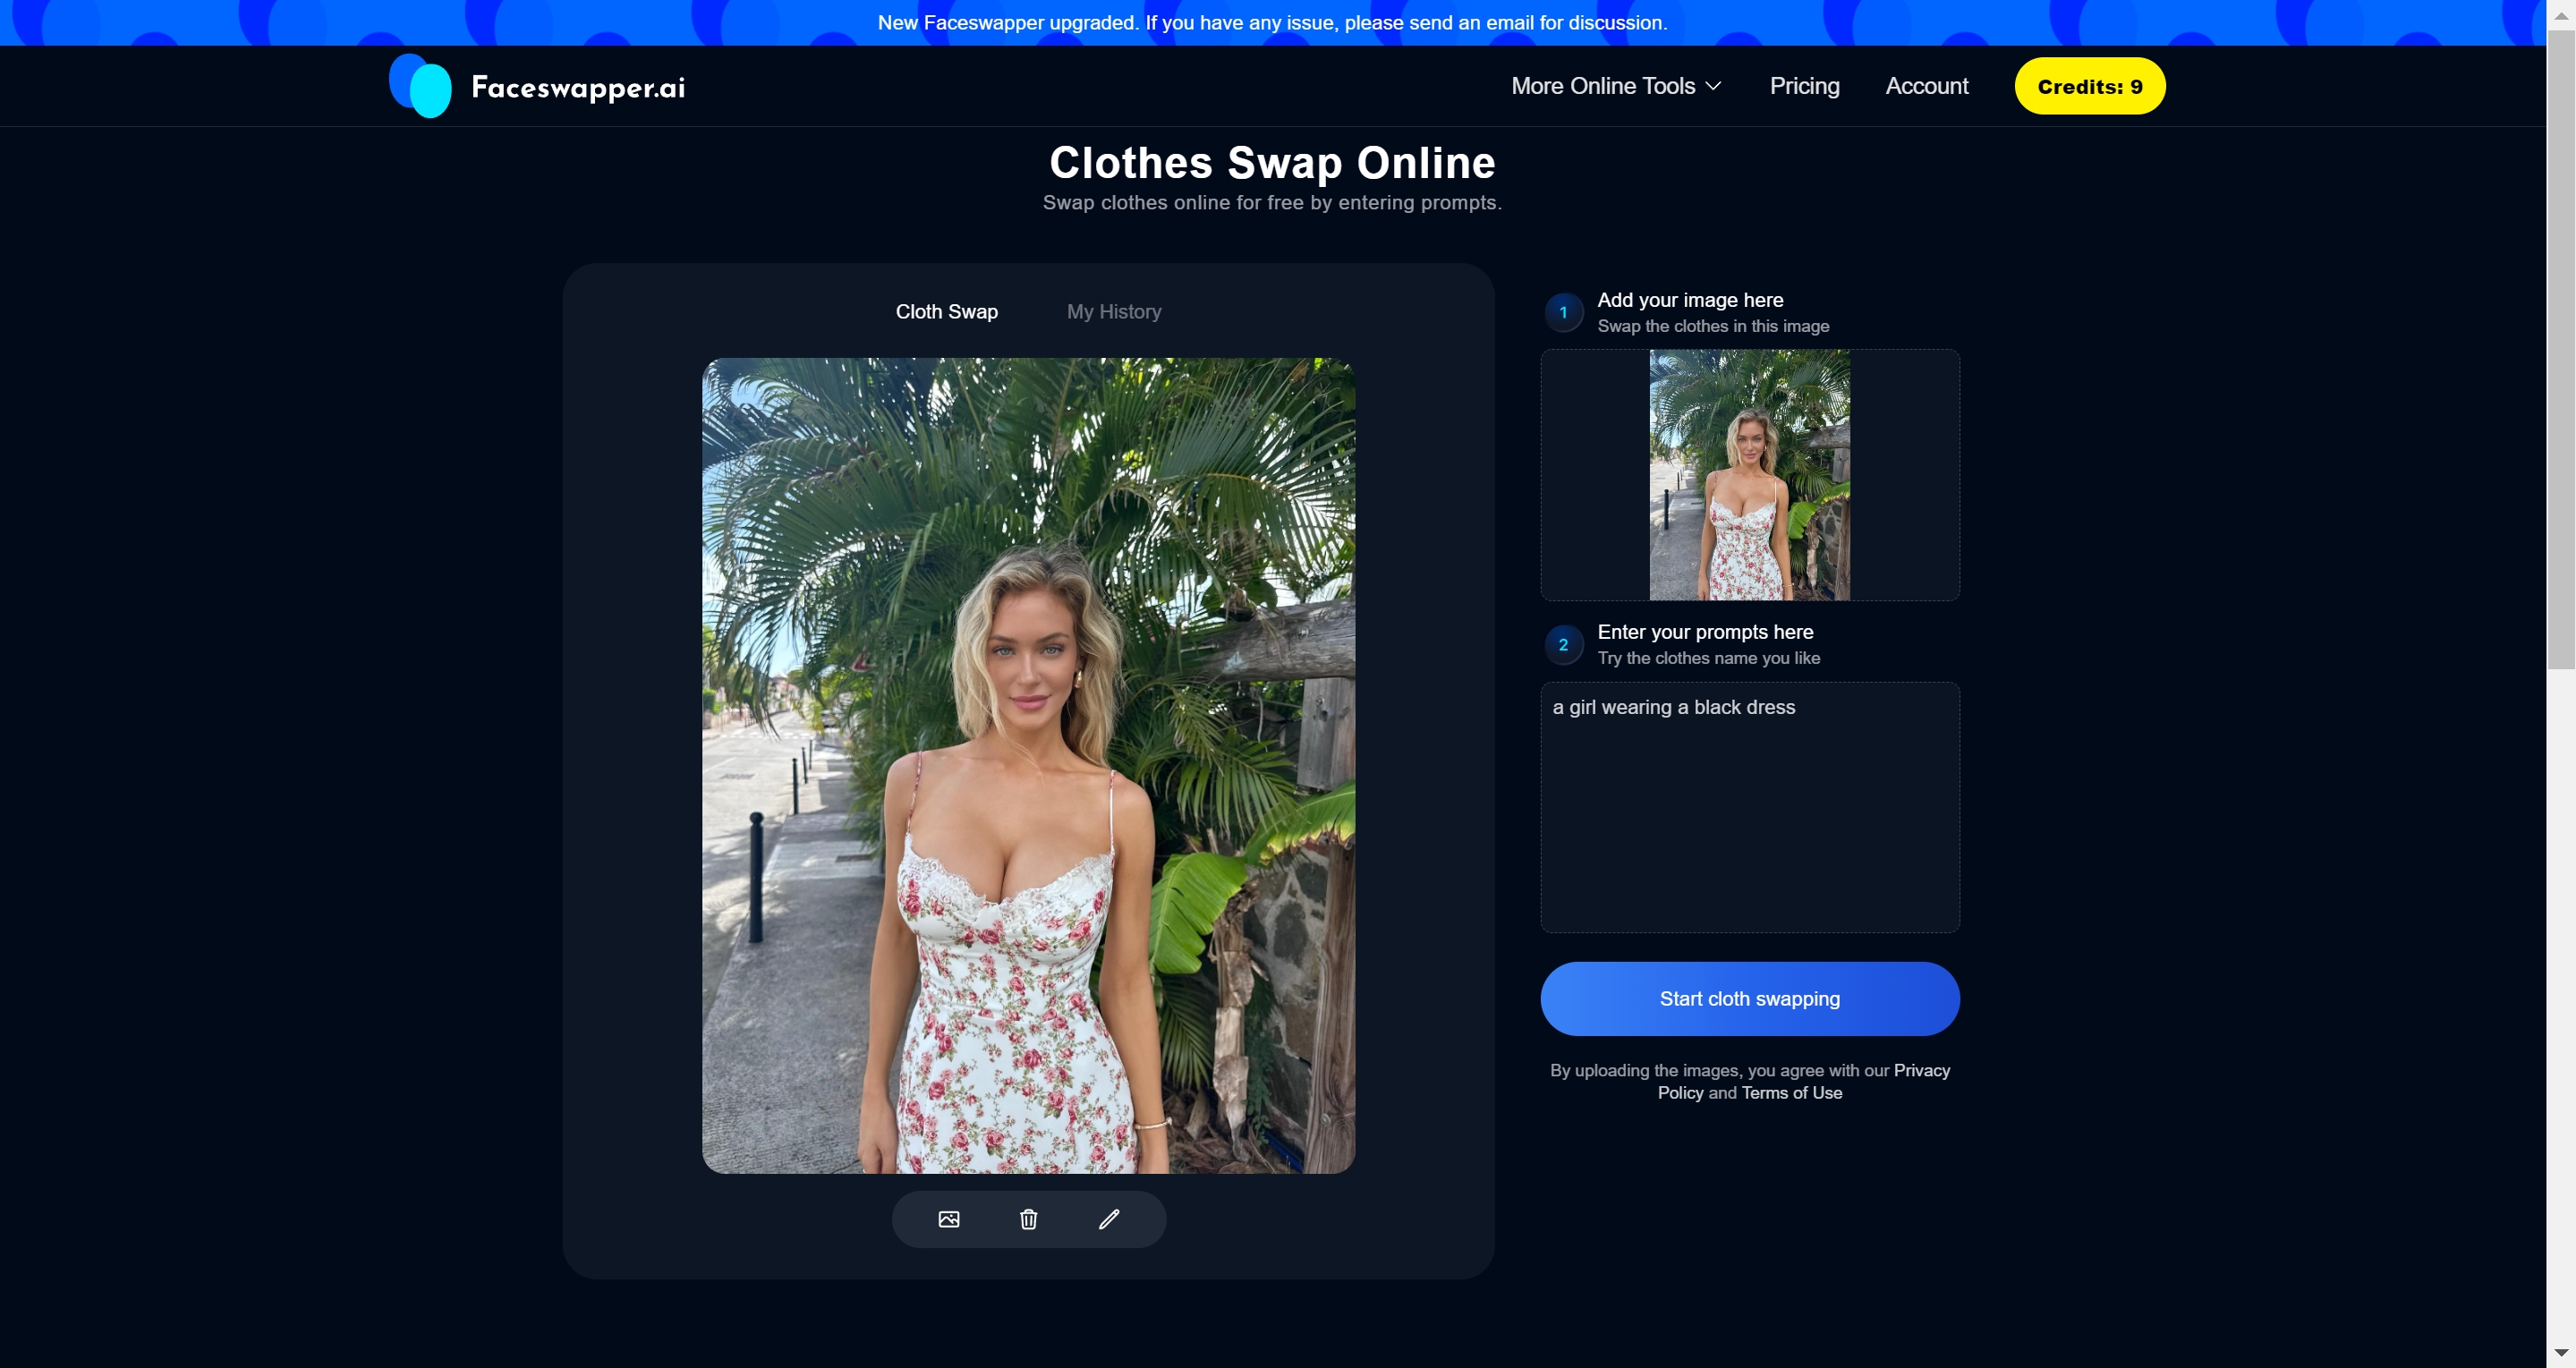 New Faceswapper upgraded. If you have any issue, please send an email for discussion.
Faceswapper.ai
More Online Tools
Pricing
Account
Credits: 9
Clothes Swap Online
Swap clothes online for free by entering prompts.
Cloth Swap
My History
1
Add your image here
Swap the clothes in this image
2
Enter your prompts here
Try the clothes name you like
a girl wearing a black dress
Start cloth swapping
By uploading the images, you agree with our Privacy
Policy and Terms of Use